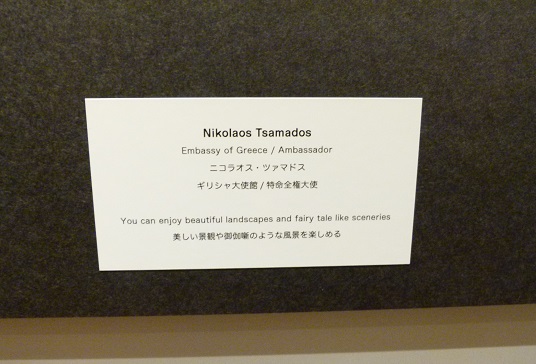 Nikolaos Tsamados
Embassy of Greece / Ambassador
ニコラオス・ツァマドス
ギリシャ大使館 / 特命全権大使
You can enjoy beautiful landscapes and fairy tale like sceneries
美しい景観や御伽噺のような風景を楽しめる